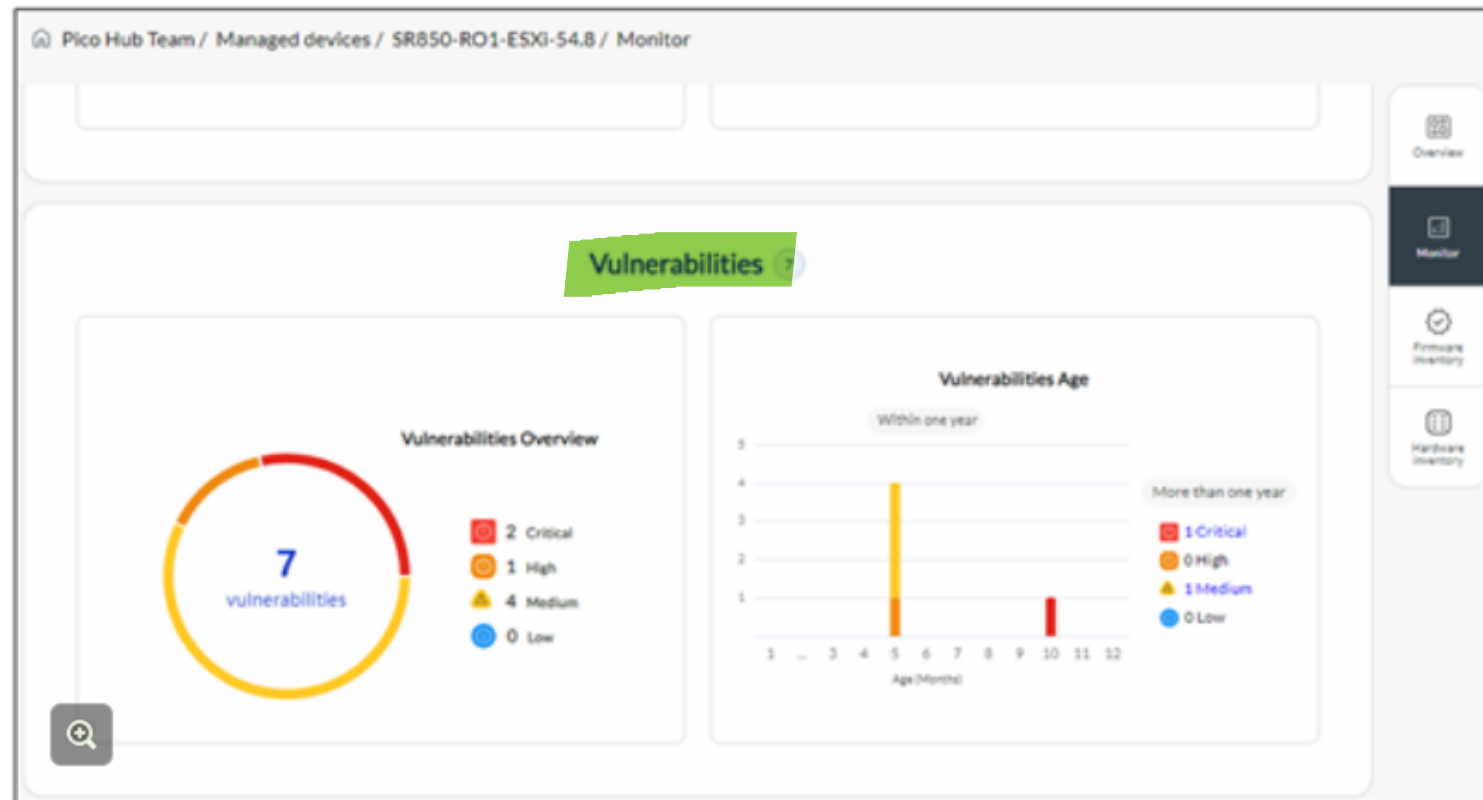 Pico Hub Team / Managed devices / SR850-RO1-ESXi-54.8 / Monitor
Overview
Monitor
Firmware
inventory
Hardware
inventory
Vulnerabilities 7
Vulnerabilities Overview
7
vulnerabilities
2 Critical
1 High
4 Medium
0 Low
Vulnerabilities Age
Within one year
5
4
3
2
1
1 ... 3 4 5 6 7 8 9 10 11 12
Age (Months)
More than one year
1 Critical
0 High
1 Medium
0 Low